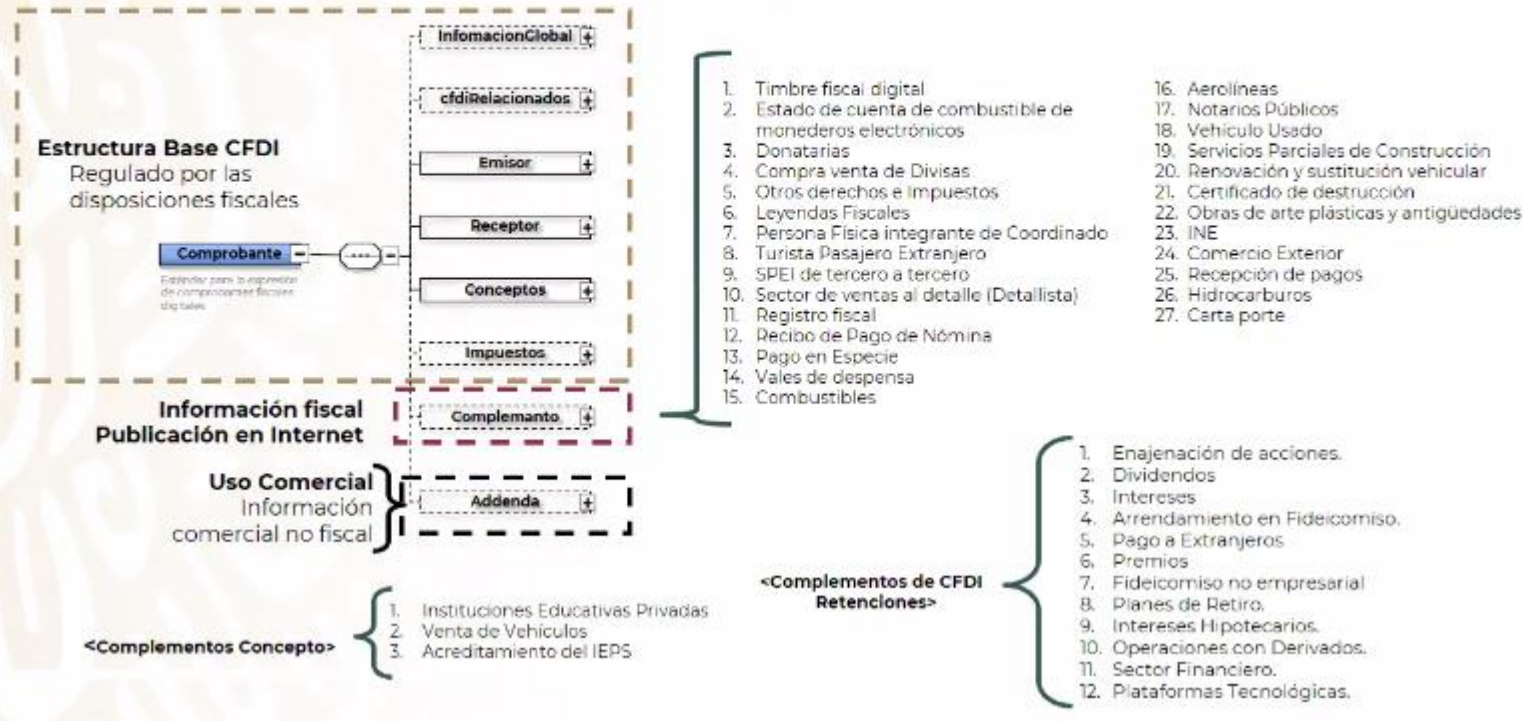 InfomacionGlobal
cfdiRelacionados
Estructura Base CFDI
Regulado por las
disposiciones fiscales
Emisor
Receptor
Comprobante
Estándar para la expresión
de comprobantes fiscales
digitales
Conceptos
Impuestos
Información fiscal
Publicación en Internet
Complemanto
Uso Comercial
Información
comercial no fiscal
Addenda
1. Timbre fiscal digital
2. Estado de cuenta de combustible de
monederos electrónicos
3. Donatarias
4. Compra venta de Divisas
5. Otros derechos e Impuestos
6. Leyendas Fiscales
7. Persona Física integrante de Coordinado
8. Turista Pasajero Extranjero
9. SPEI de tercero a tercero
10. Sector de ventas al detalle (Detallista)
11. Registro fiscal
12. Recibo de Pago de Nómina
13. Pago en Especie
14. Vales de despensa
15. Combustibles
16. Aerolíneas
17. Notarios Públicos
18. Vehículo Usado
19. Servicios Parciales de Construcción
20. Renovación y sustitución vehicular
21. Certificado de destrucción
22. Obras de arte plásticas y antigüedades
23. INE
24. Comercio Exterior
25. Recepción de pagos
26. Hidrocarburos
27. Carta porte
<Complementos Concepto>
1. Instituciones Educativas Privadas
2. Venta de Vehículos
3. Acreditamiento del IEPS
<Complementos de CFDI
Retenciones>
1. Enajenación de acciones.
2. Dividendos
3. Intereses
4. Arrendamiento en Fideicomiso.
5. Pago a Extranjeros
6. Premios
7. Fideicomiso no empresarial
8. Planes de Retiro.
9. Intereses Hipotecarios.
10. Operaciones con Derivados.
11. Sector Financiero.
12. Plataformas Tecnológicas.